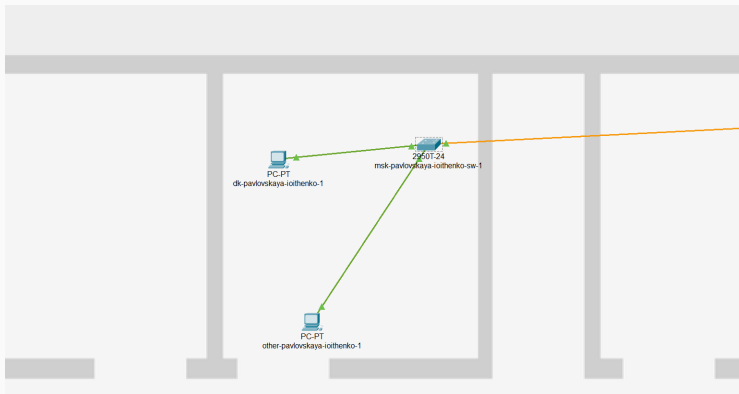 2950T-24
msk-pavlovskaya-ioithenko-sw-1
PC-PT
dk-pavlovskaya-ioithenko-1
PC-PT
other-pavlovskaya-ioithenko-1